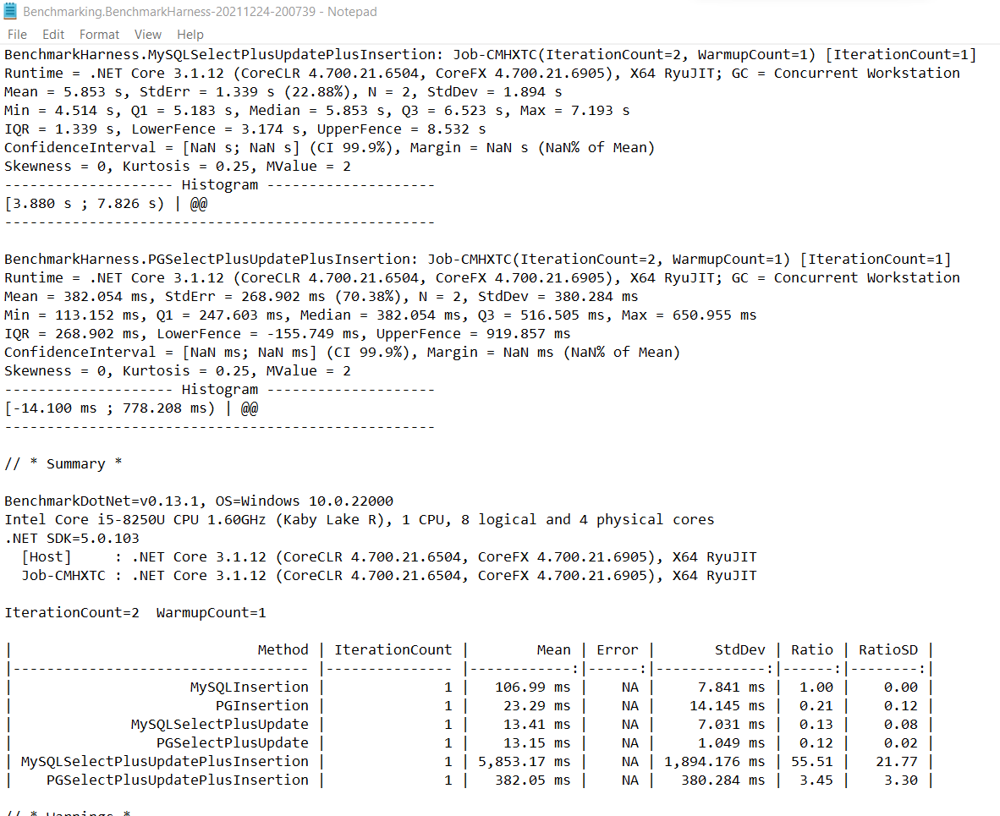 Benchmarking.BenchmarkHarness-20211224-200739 - Notepad
File Edit Format View Help
BenchmarkHarness.MySQLSelectPlusUpdatePlusInsertion: Job-CMHXTC(IterationCount=2, WarmupCount=1) [IterationCount=1]
Runtime = .NET Core 3.1.12 (CoreCLR 4.700.21.6504, CoreFX 4.700.21.6905), X64 RyuJIT; GC = Concurrent Workstation
Mean = 5.853 s, StdErr = 1.339 s (22.88%), N = 2, StdDev = 1.894 s
Min = 4.514 s, Q1 = 5.183 s, Median = 5.853 s, Q3 = 6.523 s, Max = 7.193 s
IQR = 1.339 s, LowerFence = 3.174 s, UpperFence = 8.532 s
ConfidenceInterval = [NaN s; NaN s] (CI 99.9%), Margin = NaN s (NaN% of Mean)
Skewness = 0, Kurtosis = 0.25, MValue = 2
-------------------- Histogram --------------------
[3.880 s ; 7.826 s) | @@
---------------------------------------------------
BenchmarkHarness.PGSelectPlusUpdatePlusInsertion: Job-CMHXTC(IterationCount=2, WarmupCount=1) [IterationCount=1]
Runtime = .NET Core 3.1.12 (CoreCLR 4.700.21.6504, CoreFX 4.700.21.6905), X64 RyuJIT; GC = Concurrent Workstation
Mean = 382.054 ms, StdErr = 268.902 ms (70.38%), N = 2, StdDev = 380.284 ms
Min = 113.152 ms, Q1 = 247.603 ms, Median = 382.054 ms, Q3 = 516.505 ms, Max = 650.955 ms
IQR = 268.902 ms, LowerFence = -155.749 ms, UpperFence = 919.857 ms
ConfidenceInterval = [NaN ms; NaN ms] (CI 99.9%), Margin = NaN ms (NaN% of Mean)
Skewness = 0, Kurtosis = 0.25, MValue = 2
-------------------- Histogram --------------------
[-14.100 ms ; 778.208 ms) | @@
---------------------------------------------------
// * Summary *
BenchmarkDotNet=v0.13.1, OS=Windows 10.0.22000
Intel Core i5-8250U CPU 1.60GHz (Kaby Lake R), 1 CPU, 8 logical and 4 physical cores
.NET SDK=5.0.103
[Host] : .NET Core 3.1.12 (CoreCLR 4.700.21.6504, CoreFX 4.700.21.6905), X64 RyuJIT
Job-CMHXTC : .NET Core 3.1.12 (CoreCLR 4.700.21.6504, CoreFX 4.700.21.6905), X64 RyuJIT
IterationCount=2 WarmupCount=1
| Method | IterationCount | Mean | Error | StdDev | Ratio | RatioSD |
|----------------------------------- |--------------- |------------:|------:|-------------:|------:|--------:|
| MySQLInsertion | 1 | 106.99 ms | NA | 7.841 ms | 1.00 | 0.00 |
| PGInsertion | 1 | 23.29 ms | NA | 14.145 ms | 0.21 | 0.12 |
| MySQLSelectPlusUpdate | 1 | 13.41 ms | NA | 7.031 ms | 0.13 | 0.08 |
| PGSelectPlusUpdate | 1 | 13.15 ms | NA | 1.049 ms | 0.12 | 0.02 |
| MySQLSelectPlusUpdatePlusInsertion | 1 | 5,853.17 ms | NA | 1,894.176 ms | 55.51 | 21.77 |
| PGSelectPlusUpdatePlusInsertion | 1 | 382.05 ms | NA | 380.284 ms | 3.45 | 3.30 |
// * Warnings *